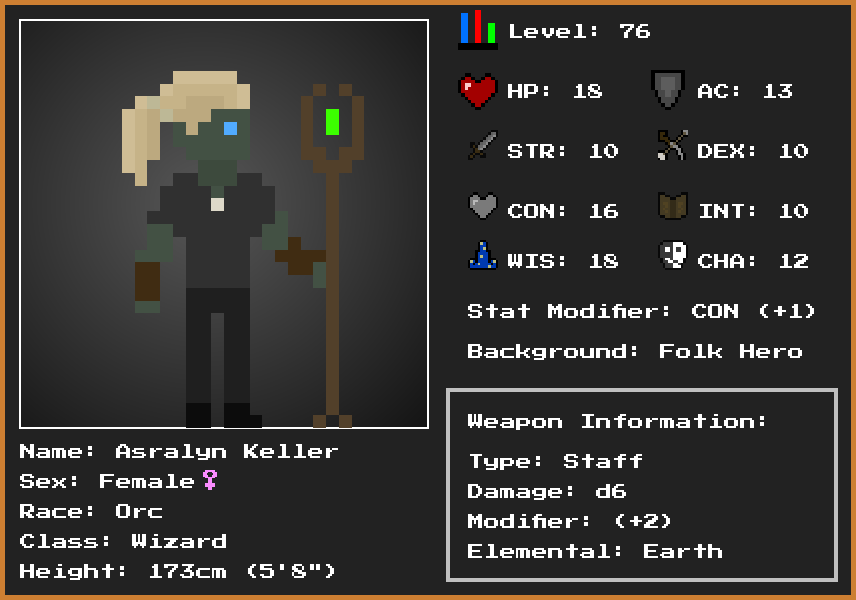 Level: 76
HP: 18 AC: 13
STR: 10 DEX: 10
CON: 16 INT: 10
WIS: 18 CHA: 12
Stat Modifier: CON (+1)
Background: Folk Hero
Weapon Information:
Type: Staff
Damage: d6
Modifier: (+2)
Elemental: Earth
Name: Asralyn Keller
Sex: Female♀
Race: Orc
Class: Wizard
Height: 173cm (5'8")